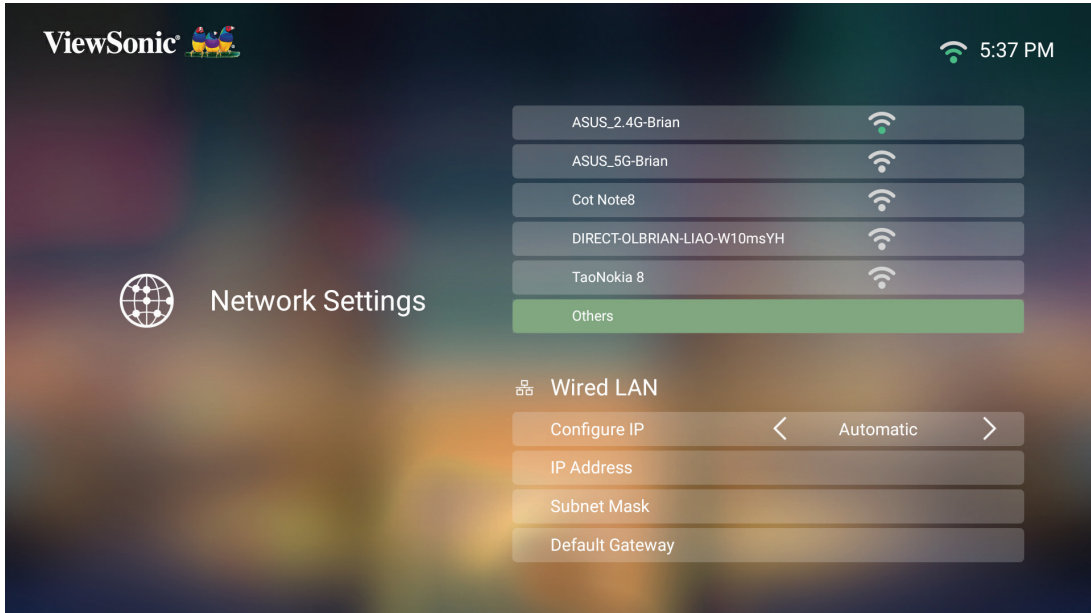 ViewSonic®
5:37 PM
ASUS_2.4G-Brian
ASUS_5G-Brian
Cot Note8
DIRECT-OLBRIAN-LIAO-W10msYH
TaoNokia 8
Network Settings
Others
Wired LAN
Configure IP Automatic
IP Address
Subnet Mask
Default Gateway